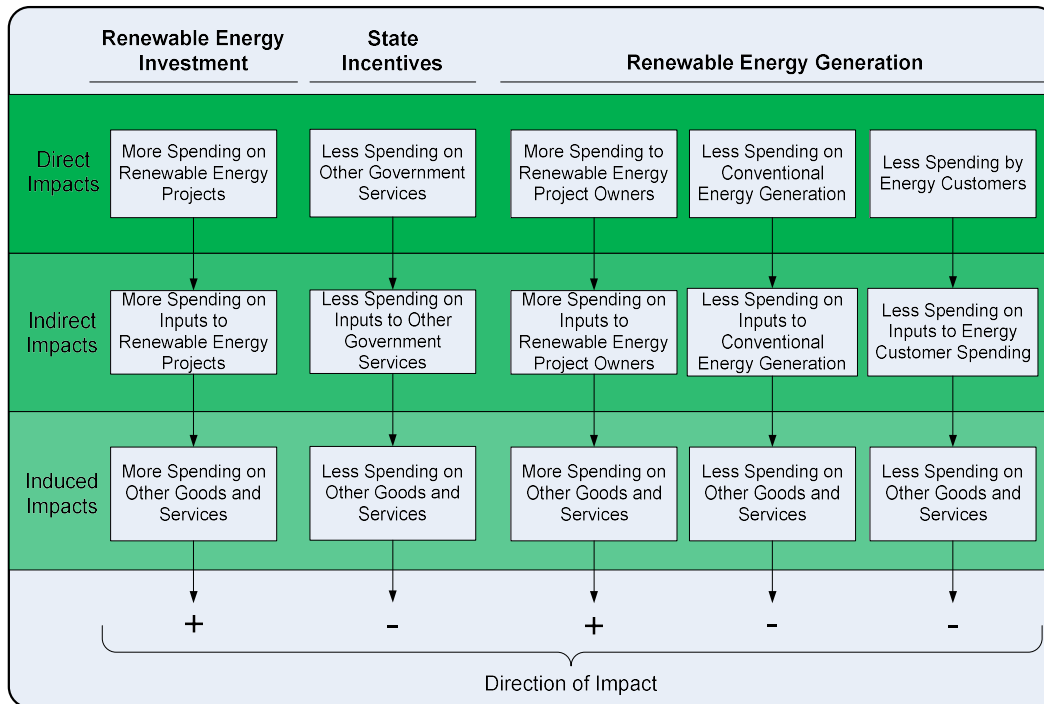 Renewable Energy
Investment
State
Incentives
Renewable Energy Generation
Direct
Impacts
More Spending on
Renewable Energy
Projects
Less Spending on
Other Government
Services
More Spending to
Renewable Energy
Project Owners
Less Spending on
Conventional
Energy Generation
Less Spending by
Energy Customers
Indirect
Impacts
More Spending on
Inputs to
Renewable Energy
Projects
Less Spending on
Inputs to Other
Government
Services
More Spending on
Inputs to
Renewable Energy
Project Owners
Less Spending on
Inputs to
Conventional
Energy Generation
Less Spending on
Inputs to Energy
Customer Spending
Induced
Impacts
More Spending on
Other Goods and
Services
Less Spending on
Other Goods and
Services
More Spending on
Other Goods and
Services
Less Spending on
Other Goods and
Services
Less Spending on
Other Goods and
Services
+
-
+
-
-
Direction of Impact